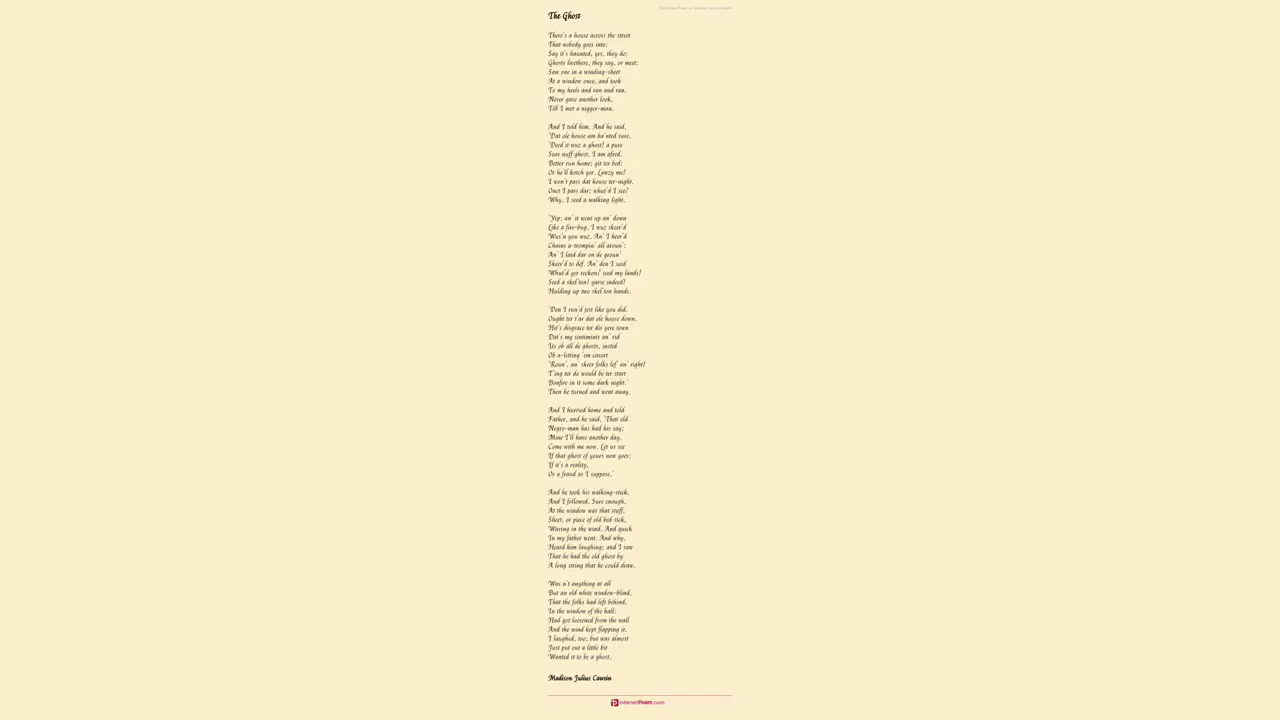 The Ghost Poem by Madison Julius Cawein
The Ghost
There's a house across the street
That nobody goes into;
Say it's haunted, yes, they do;
Ghosts livethere, they say, or meet;
Saw one in a winding-sheet
At a window once, and took
To my heels and ran and ran,
Never gave another look,
Till I met a nigger-man.
And I told him. And he said,
'Dat ole house am ha'nted sure.
'Deed it wuz a ghost! a pure
Sure nuff ghost. I am afred.
Better run home; git ter bed;
Or he'll kotch yer. Lawzy me!
I won't pass dat house ter-night.
Onct I pass dar; whut'd I see?
Why, I seed a walking light.
'Yep; an' it went up an' down
Like a fire-bug. I wuz skeer'd
Wus'n you wuz. An' I heer'd
Chains a-trompin' all aroun';
An' I laid dar on de groun'
Skeer'd to def. An' den I seed
Whut'd yer reckon? seed my lands!
Seed a skel'ton! yarse indeed!
Hulding up two skel'ton hands.
'Den I run'd jest like you did.
Ought ter t'ar dat ole house down.
Hit's disgrace ter dis yere town
Dat's my sintimints an' rid
Us ob all de ghosts, instid
Ob a-letting 'em cavort
'Roun', an' skeer folks lef' an' right!
T'ing ter do would be ter start
Bonfire in it some dark night.'
Then he turned and went away.
And I hurried home and told
Father, and he said, 'That old
Negro-man has had his say;
Mine I'll have another day.
Come with me now. Let us see
If that ghost of yours now goes;
If it's a reality,
Or a fraud as I suppose.'
And he took his walking-stick,
And I followed. Sure enough,
At the window was that stuff,
Sheet, or piece of old bed-tick,
Waving in the wind. And quick
In my father went. And why,
Heard him laughing; and I saw
That he had the old ghost by
A long string that he could draw.
Was n't anything at all
But an old white window-blind,
That the folks had left behind,
In the window of the hall;
Had got loosened from the wall
And the wind kept flapping it.
I laughed, too; but was almost
Just put out a little bit
Wanted it to be a ghost.
Madison Julius Cawein
InternetPoem.com